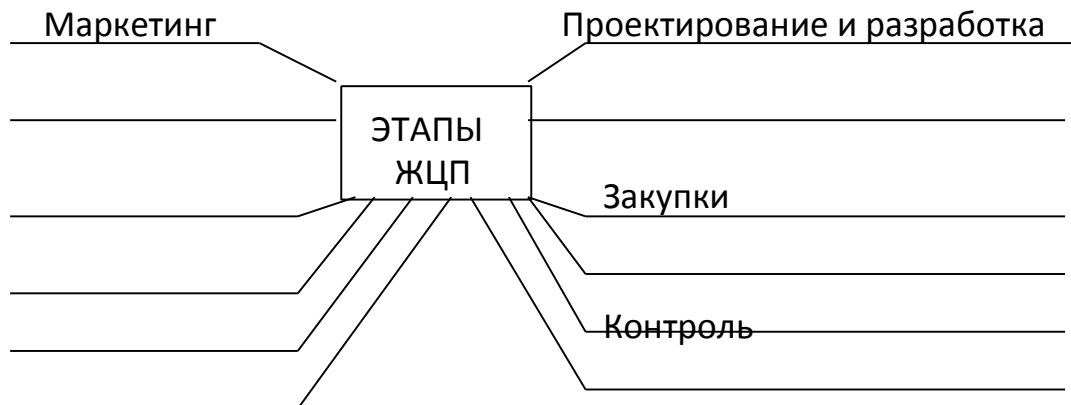 Маркетинг
Проектирование и разработка
ЭТАПЫ
ЖЦП
Закупки
Контроль